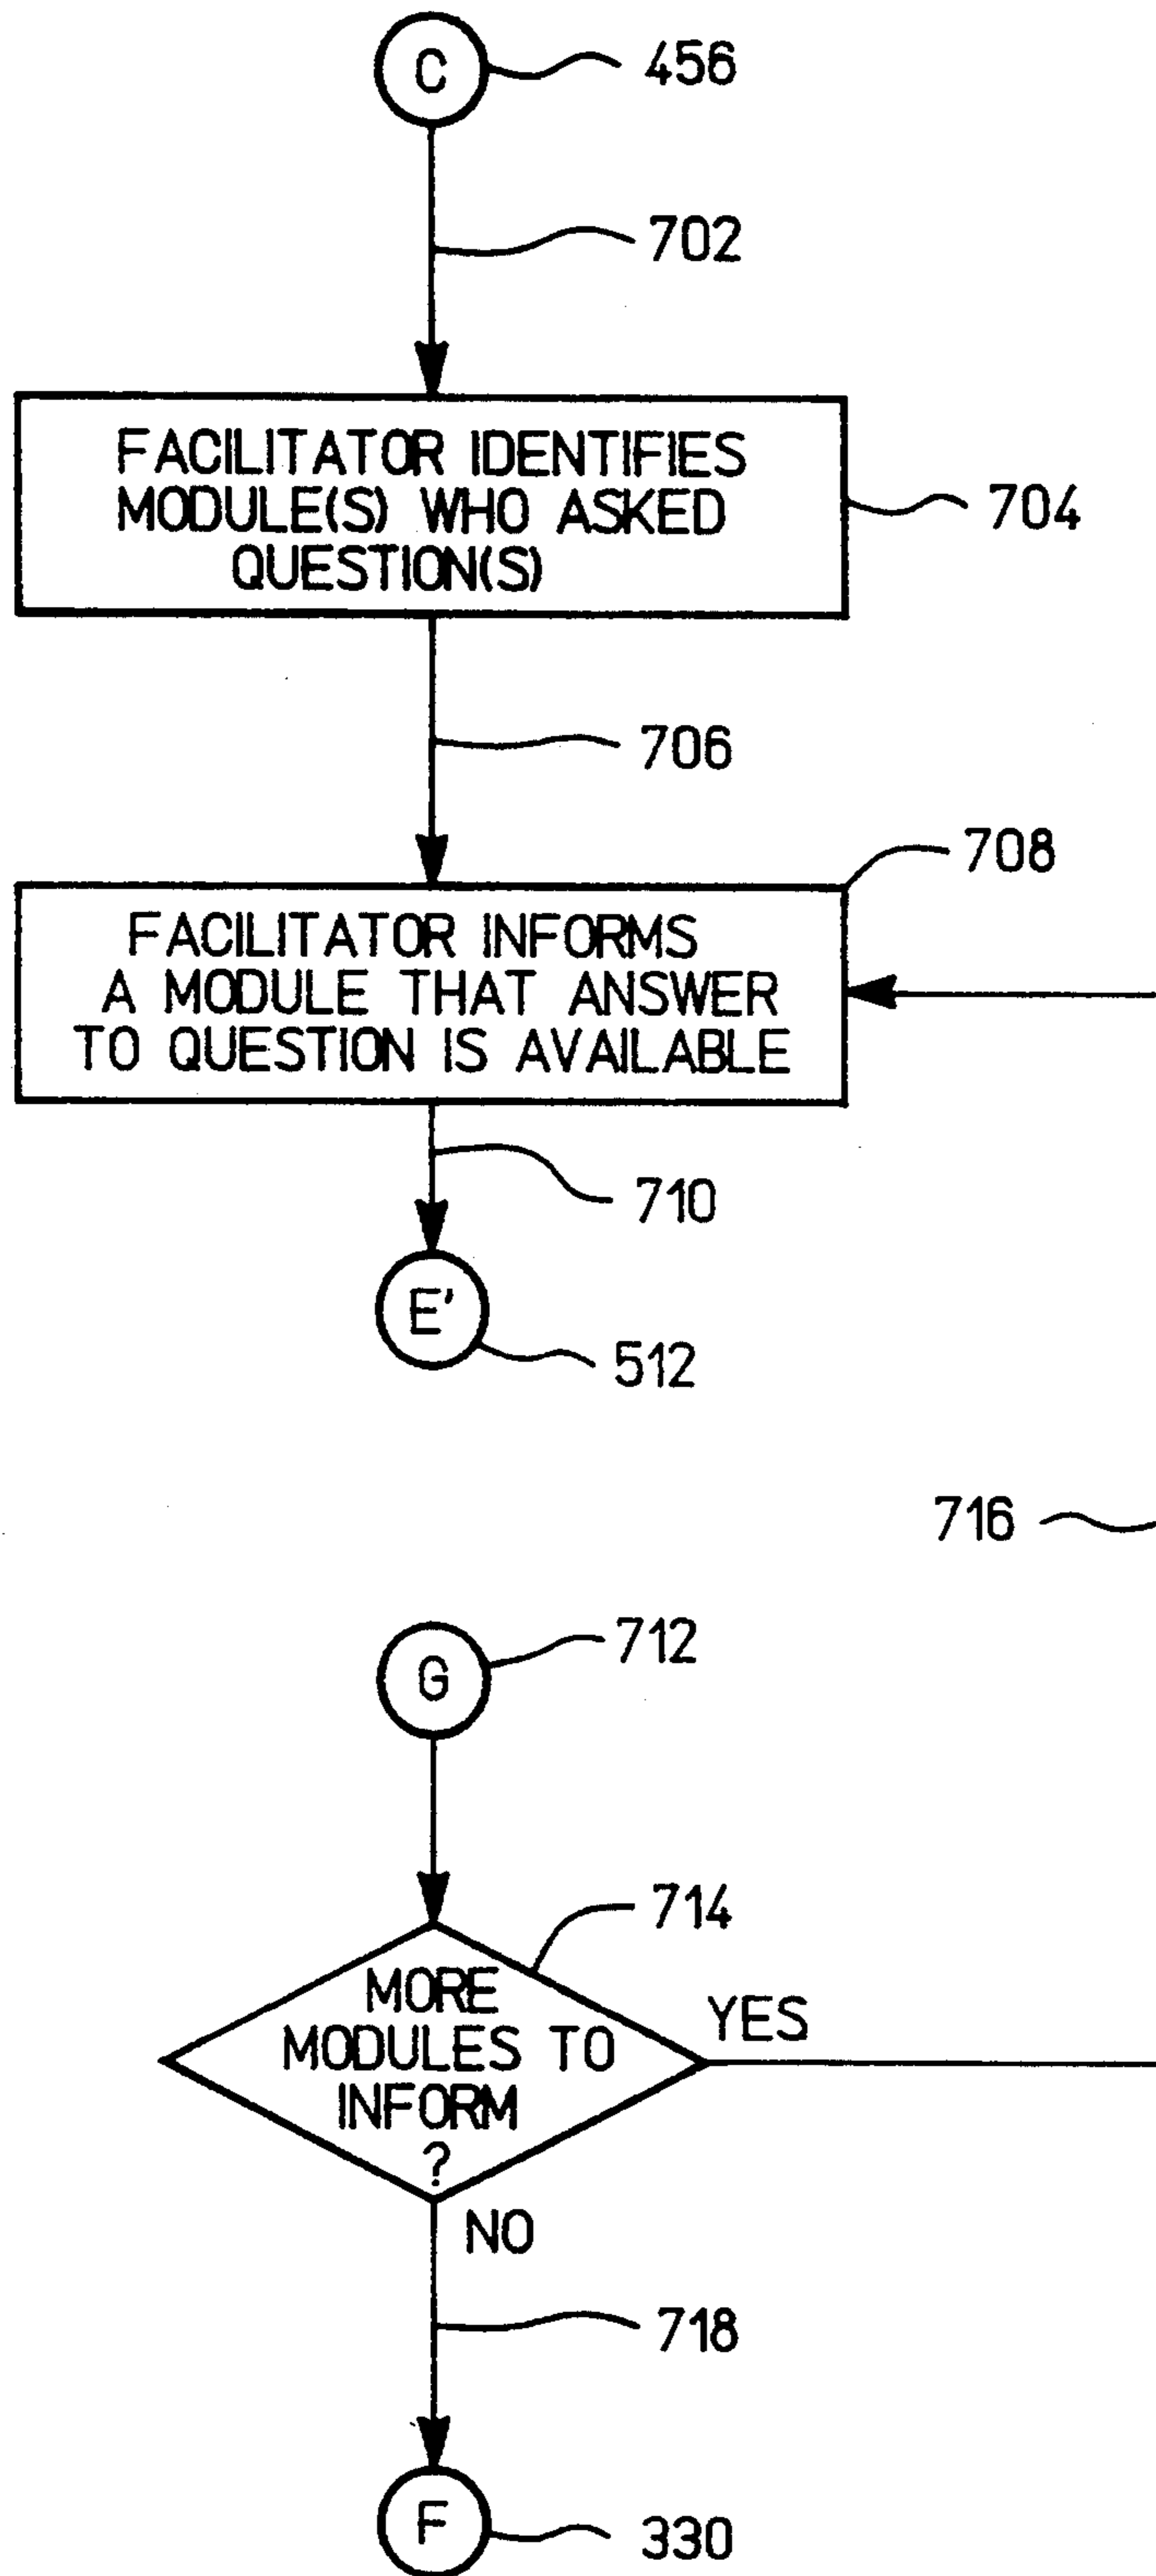 C
456
702
FACILITATOR IDENTIFIES
MODULE(S) WHO ASKED
QUESTION(S)
704
706
708
FACILITATOR INFORMS
A MODULE THAT ANSWER
TO QUESTION IS AVAILABLE
710
E'
512
716
712
G
714
MORE
MODULES TO
INFORM
?
YES
NO
718
F
330